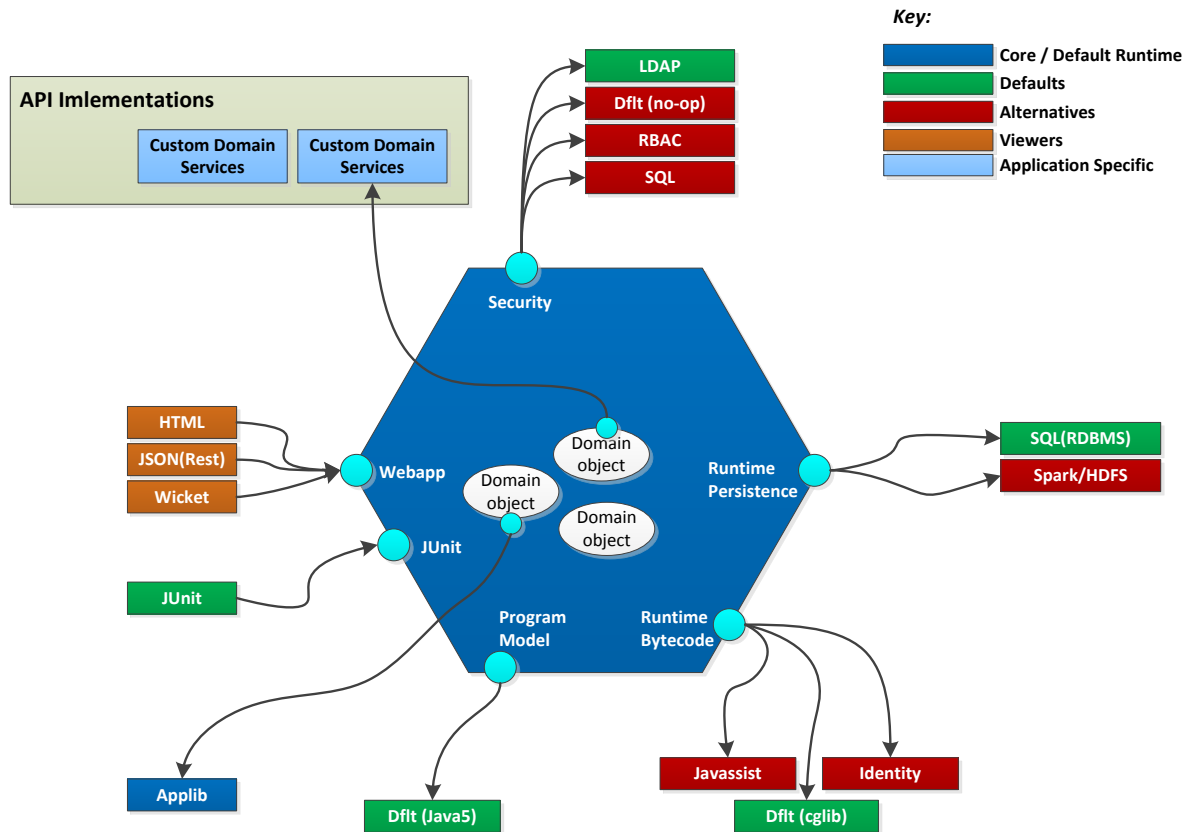 Key:
Core / Default Runtime
Defaults
Alternatives
Viewers
Application Specific
API Imlementations
Custom Domain
Services
Custom Domain
Services
LDAP
Dflt (no-op)
RBAC
SQL
Security
HTML
JSON(Rest)
Wicket
Webapp
JUnit
JUnit
Domain
object
Domain
object
Domain
object
Runtime
Persistence
SQL(RDBMS)
Spark/HDFS
Program
Model
Runtime
Bytecode
Applib
Dflt (Java5)
Javassist
Identity
Dflt (cglib)